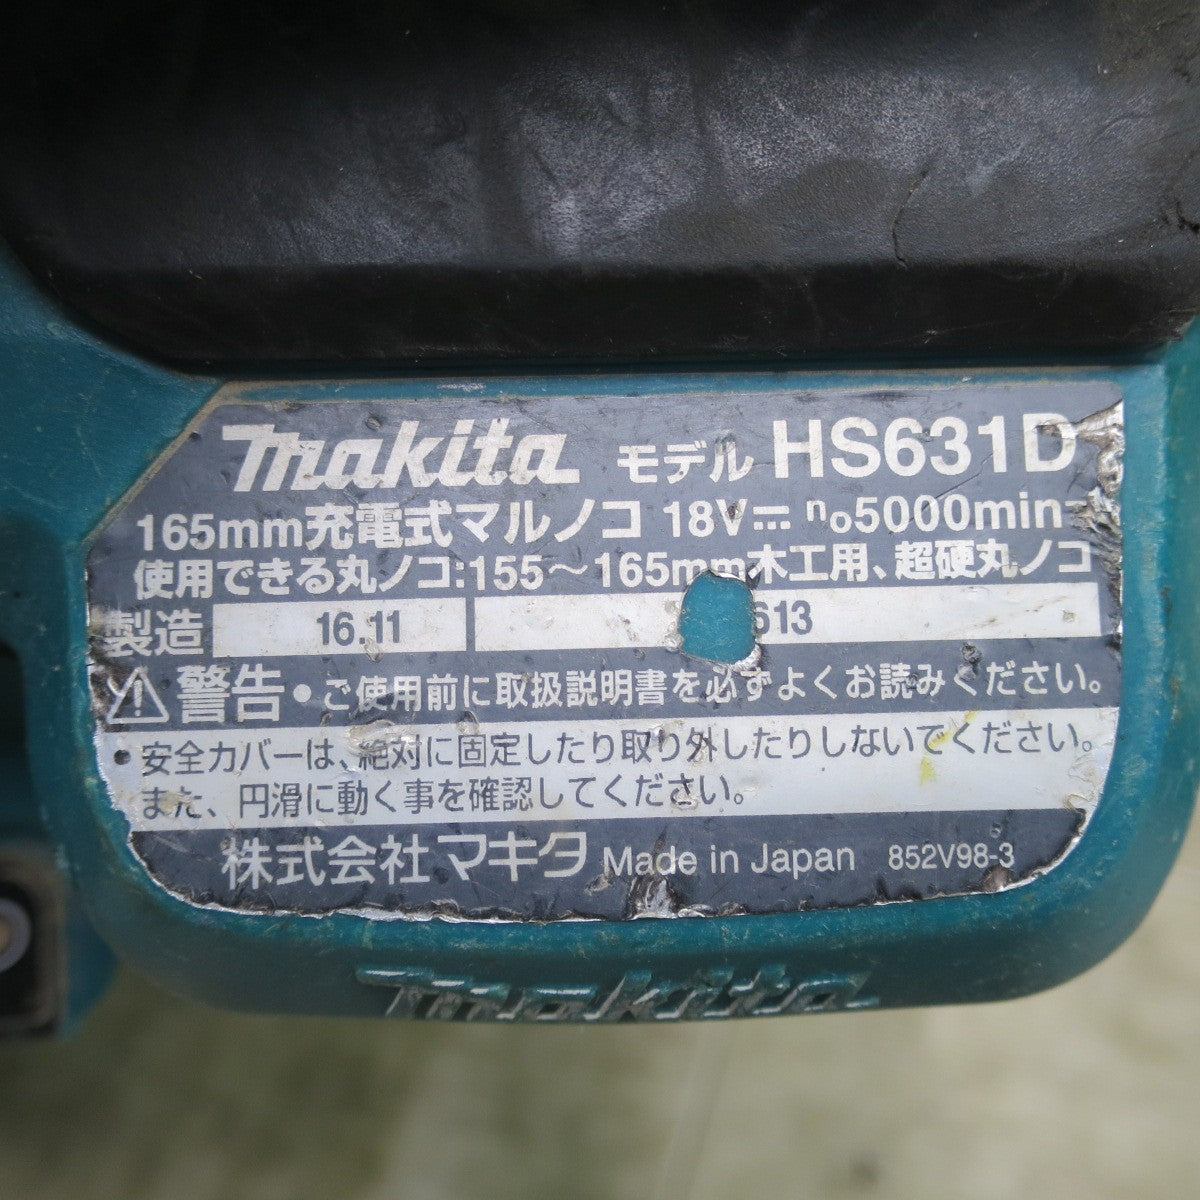 makita モデル HS631D
165mm充電式マルノコ 18V⎓ n₀5000min-
使用できる丸ノコ:155~165mm木工用、超硬丸ノコ
製造 16.11 613
⚠警告・ご使用前に取扱説明書を必ずよくお読みください。
・安全カバーは、絶対に固定したり取り外したりしないでください。
また、円滑に動く事を確認してください。
株式会社マキタ Made in Japan 852V98-3
makita